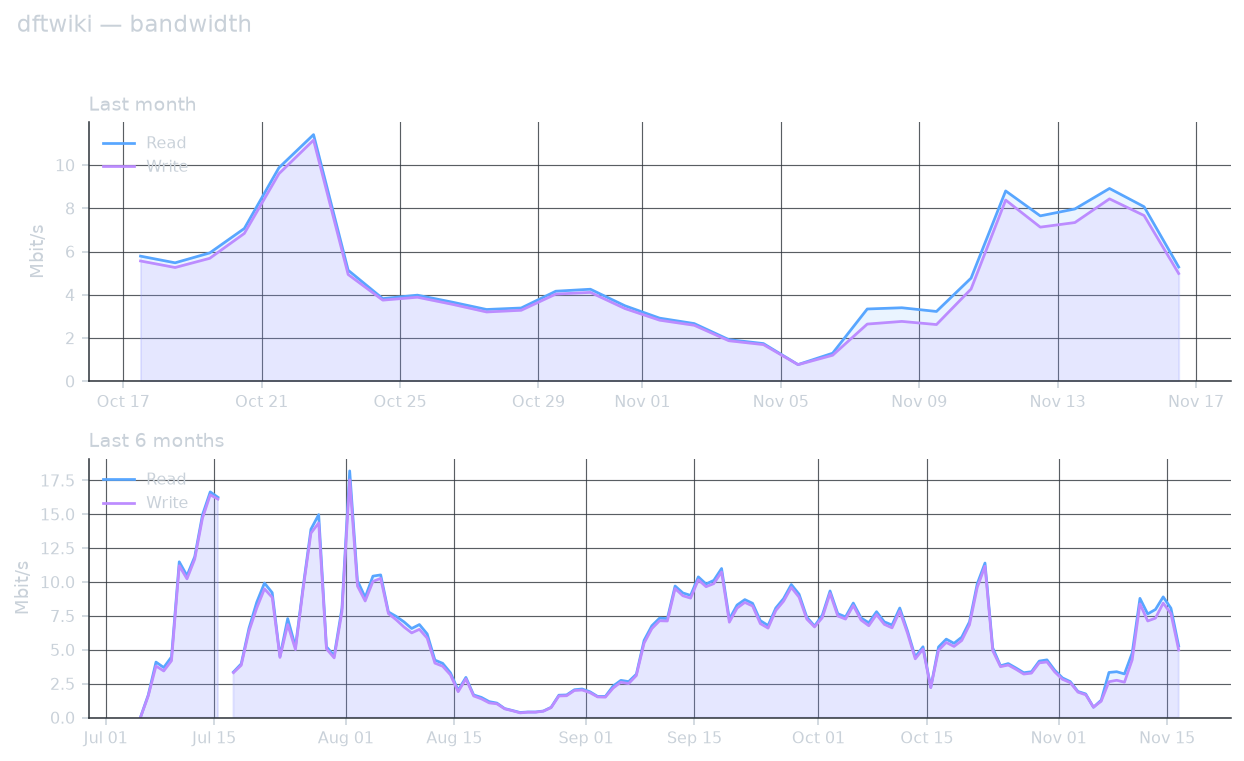 dftwiki — bandwidth
Last month
Read
Write
Mbit/s
10
8
6
4
2
0
Oct 17 Oct 21 Oct 25 Oct 29 Nov 01 Nov 05 Nov 09 Nov 13 Nov 17
Last 6 months
Read
Write
Mbit/s
17.5
15.0
12.5
10.0
7.5
5.0
2.5
0.0
Jul 01 Jul 15 Aug 01 Aug 15 Sep 01 Sep 15 Oct 01 Oct 15 Nov 01 Nov 15